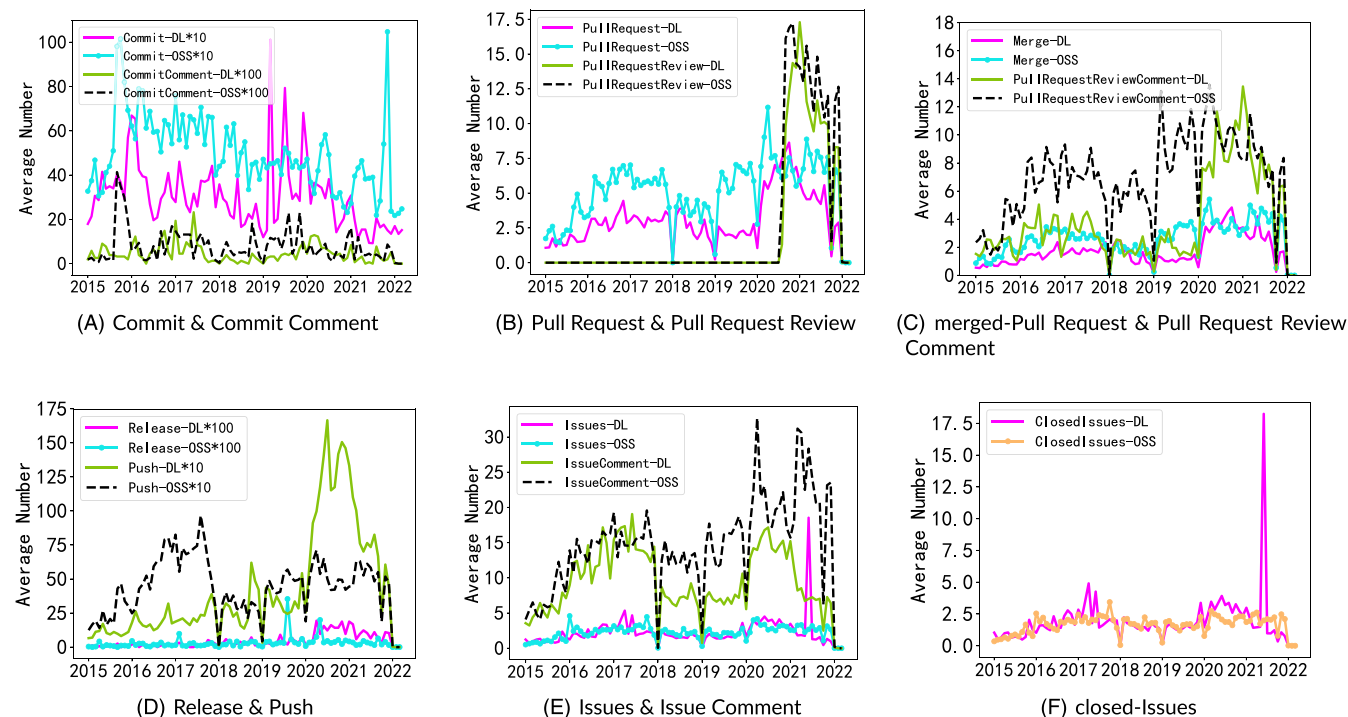 100
80
60
40
20
0
Average Number
Commit-DL*10
Commit-OSS*10
CommitComment-DL*100
CommitComment-OSS*100
2015 2016 2017 2018 2019 2020 2021 2022
(A) Commit & Commit Comment
17.5
15.0
12.5
10.0
7.5
5.0
2.5
0.0
Average Number
PullRequest-DL
PullRequest-OSS
PullRequestReview-DL
PullRequestReview-OSS
2015 2016 2017 2018 2019 2020 2021 2022
(B) Pull Request & Pull Request Review
18
16
14
12
10
8
6
4
2
0
Average Number
Merge-DL
Merge-OSS
PullRequestReviewComment-DL
PullRequestReviewComment-OSS
2015 2016 2017 2018 2019 2020 2021 2022
(C) merged-Pull Request & Pull Request Review
Comment
175
150
125
100
75
50
25
0
Average Number
Release-DL*100
Release-OSS*100
Push-DL*10
Push-OSS*10
2015 2016 2017 2018 2019 2020 2021 2022
(D) Release & Push
30
25
20
15
10
5
0
Average Number
Issues-DL
Issues-OSS
IssueComment-DL
IssueComment-OSS
2015 2016 2017 2018 2019 2020 2021 2022
(E) Issues & Issue Comment
17.5
15.0
12.5
10.0
7.5
5.0
2.5
0.0
Average Number
ClosedIssues-DL
ClosedIssues-OSS
2015 2016 2017 2018 2019 2020 2021 2022
(F) closed-Issues